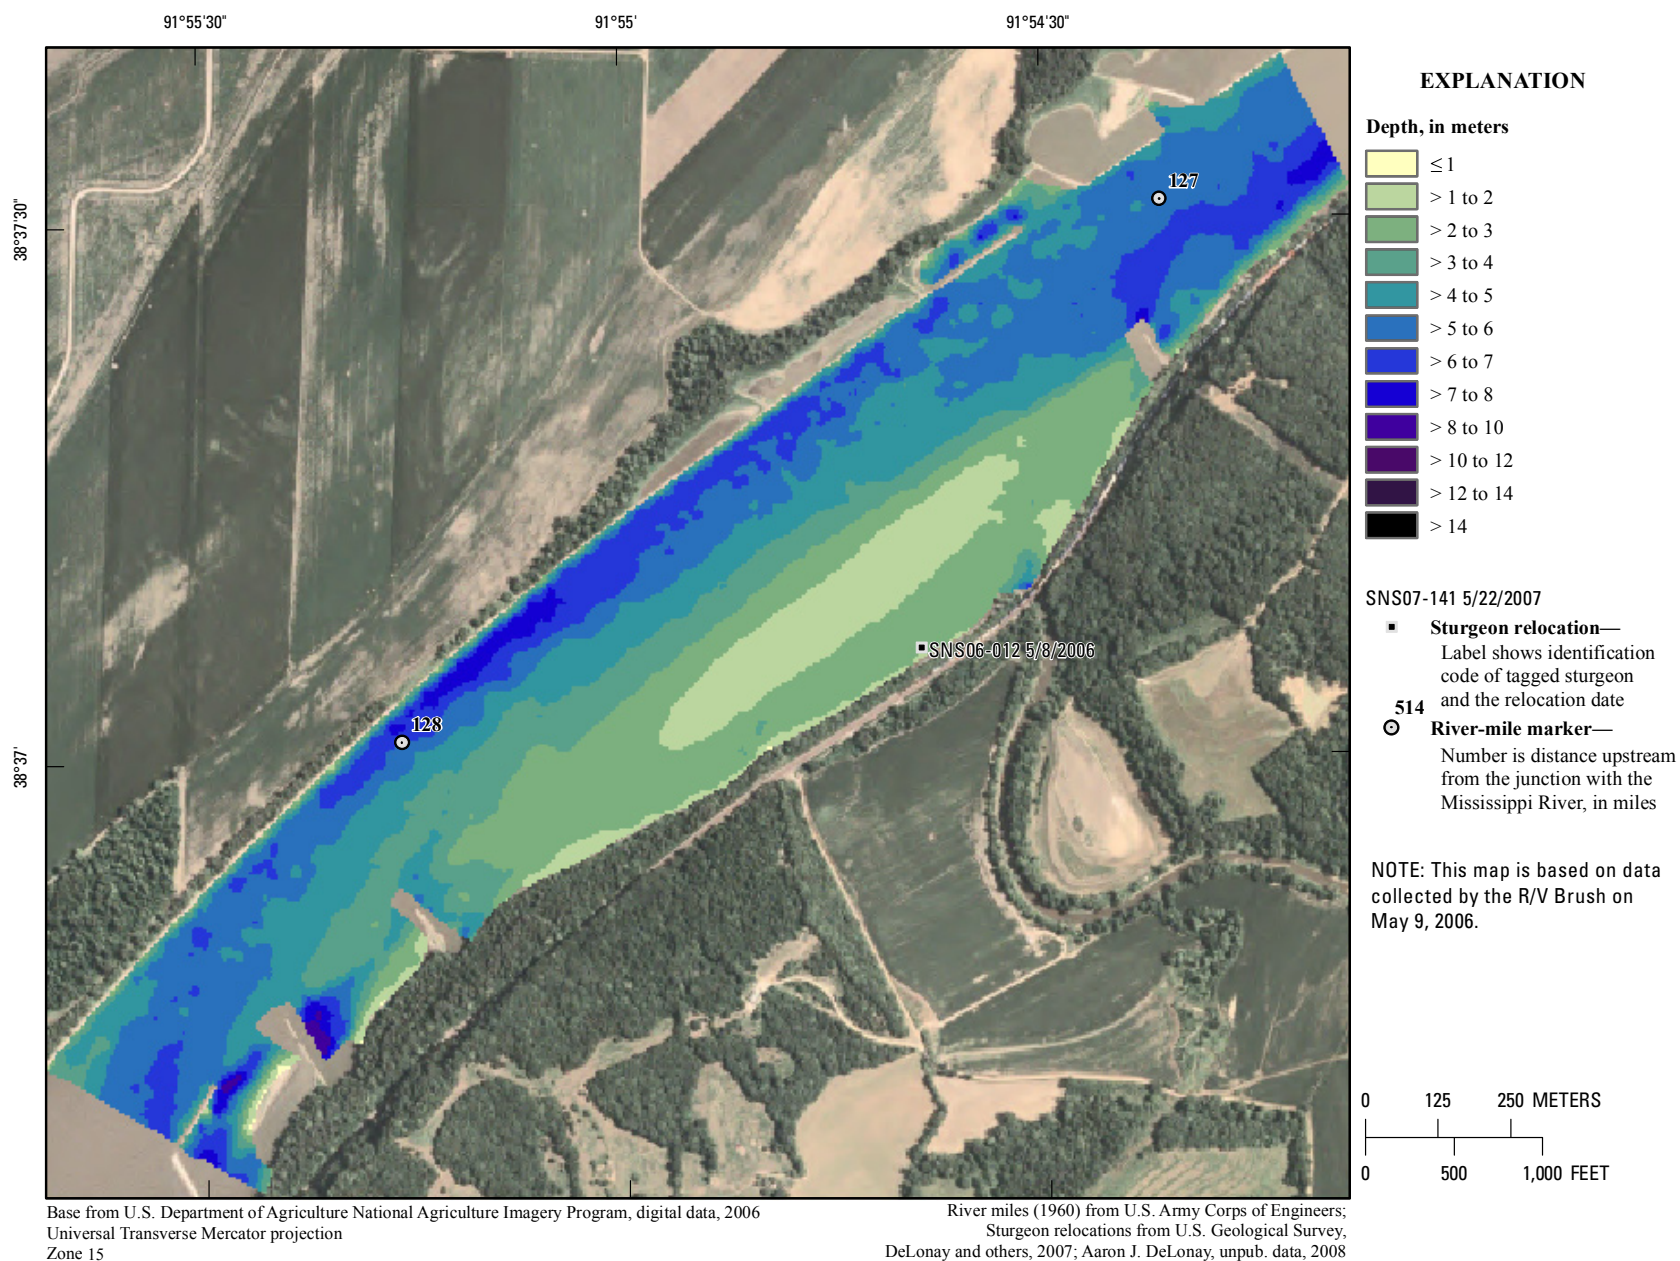 91°55'30"
91°55'
91°54'30"
38°37'30"
38°37'
127
128
SNS06-012 5/8/2006
EXPLANATION
Depth, in meters
≤ 1
> 1 to 2
> 2 to 3
> 3 to 4
> 4 to 5
> 5 to 6
> 6 to 7
> 7 to 8
> 8 to 10
> 10 to 12
> 12 to 14
> 14
SNS07-141 5/22/2007
Sturgeon relocation—
Label shows identification
code of tagged sturgeon
and the relocation date
514
River-mile marker—
Number is distance upstream
from the junction with the
Mississippi River, in miles
NOTE: This map is based on data
collected by the R/V Brush on
May 9, 2006.
0 125 250 METERS
0 500 1,000 FEET
Base from U.S. Department of Agriculture National Agriculture Imagery Program, digital data, 2006
Universal Transverse Mercator projection
Zone 15
River miles (1960) from U.S. Army Corps of Engineers;
Sturgeon relocations from U.S. Geological Survey,
DeLonay and others, 2007; Aaron J. DeLonay, unpub. data, 2008